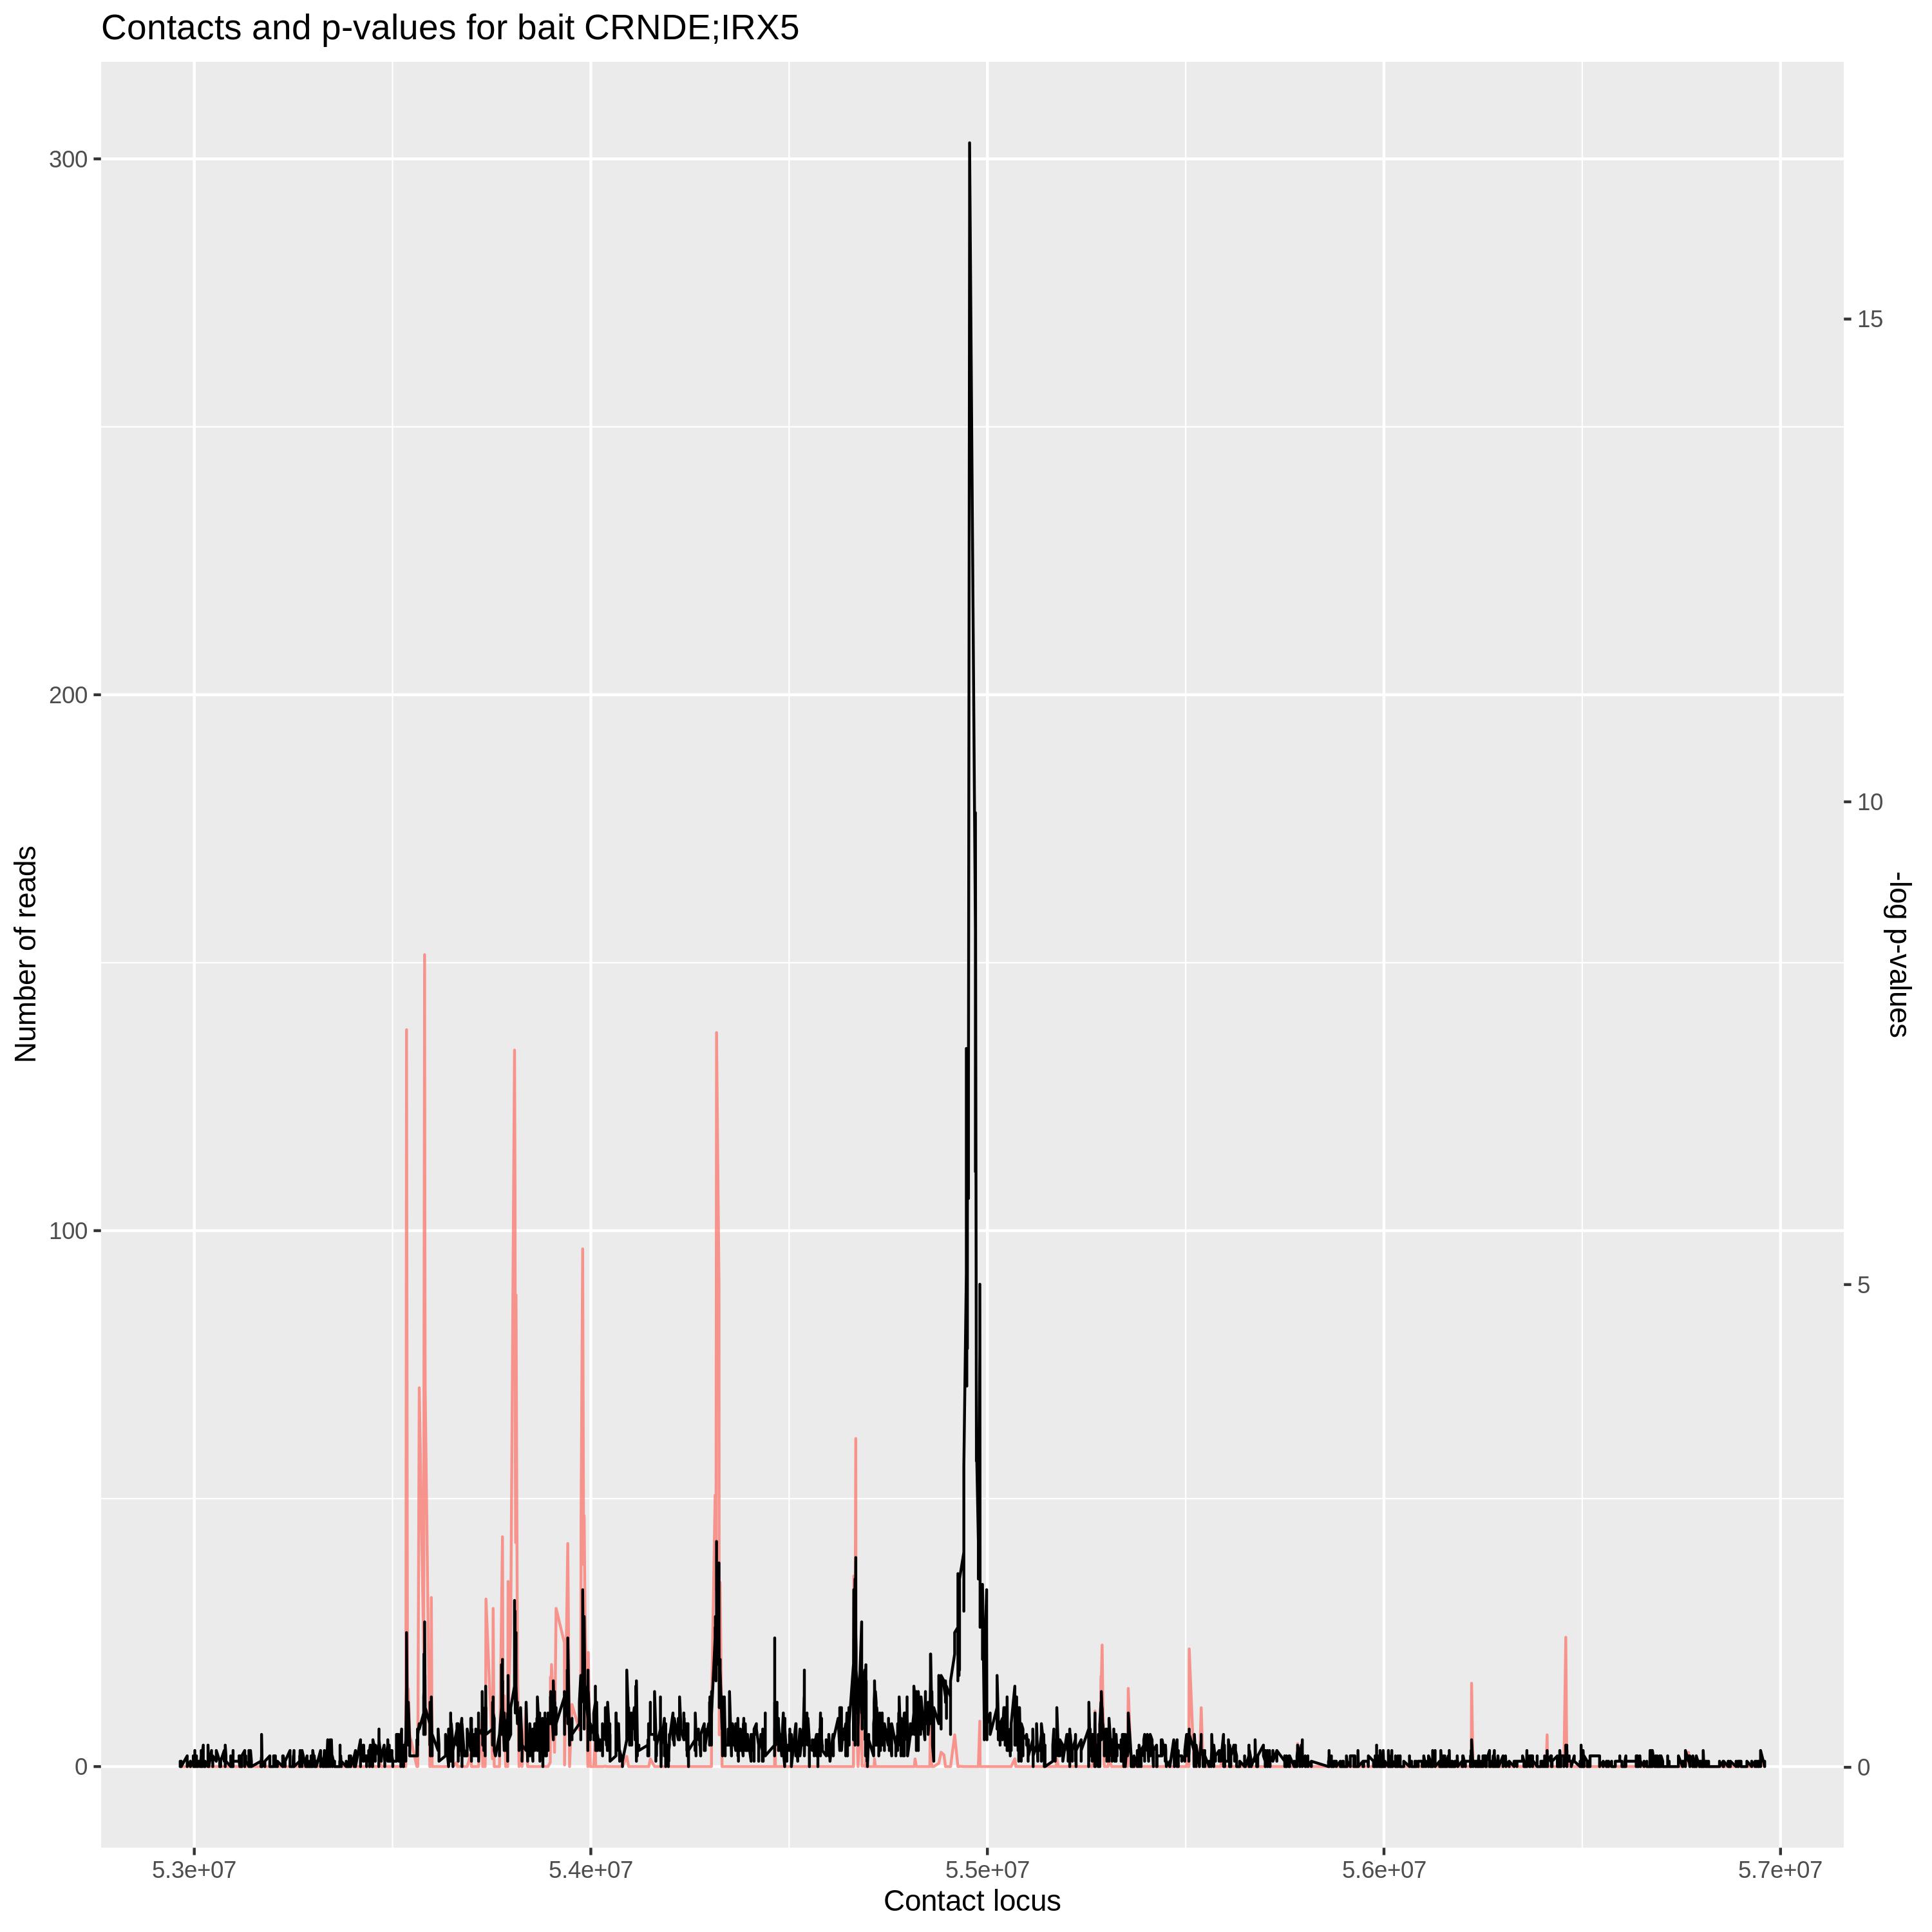 Contacts and p-values for bait CRNDE;IRX5
300
200
100
0
Number of reads
15
10
5
0
-log p-values
5.3e+07
5.4e+07
5.5e+07
5.6e+07
5.7e+07
Contact locus